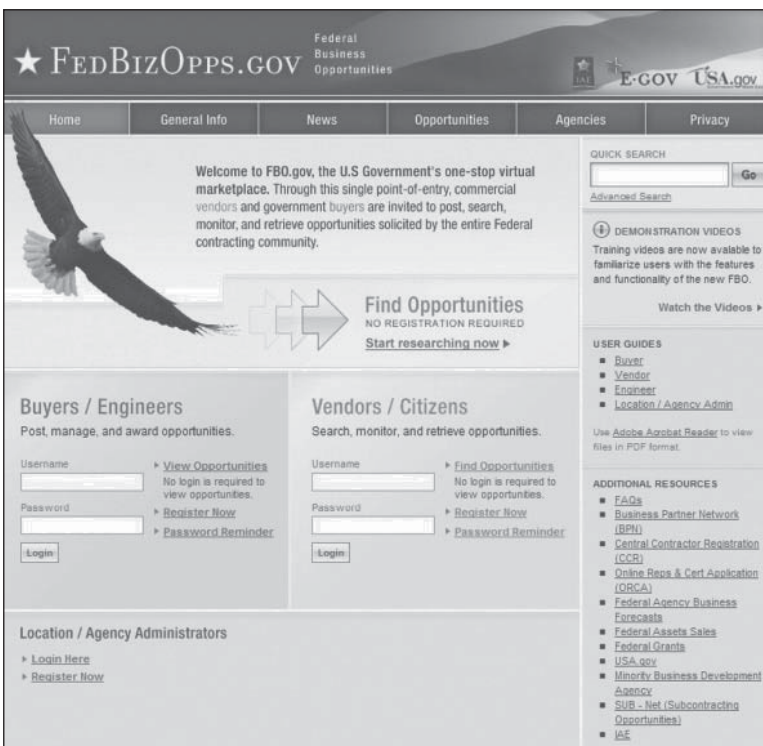 FEDBIZOPPS.GOV
Federal
Business
Opportunities
IAE
E-GOV
USA.gov
Home
General Info
News
Opportunities
Agencies
Privacy
Welcome to FBO.gov, the U.S Government's one-stop virtual
marketplace. Through this single point-of-entry, commercial
vendors and government buyers are invited to post, search,
monitor, and retrieve opportunities solicited by the entire Federal
contracting community.
Find Opportunities
NO REGISTRATION REQUIRED
Start researching now
QUICK SEARCH
Go
Advanced Search
DEMONSTRATION VIDEOS
Training videos are now available to
familiarize users with the features
and functionality of the new FBO.
Watch the Videos
USER GUIDES
Buyer
Vendor
Engineer
Location / Agency Admin
Use Adobe Acrobat Reader to view
files in PDF format.
ADDITIONAL RESOURCES
FAQs
Business Partner Network
(BPN)
Central Contractor Registration
(CCR)
Online Reps & Cert Application
(ORCA)
Federal Agency Business
Forecasts
Federal Assets Sales
Federal Grants
USA.gov
Minority Business Development
Agency
SUB - Net (Subcontracting
Opportunities)
IAE
Buyers / Engineers
Post, manage, and award opportunities.
Username
Password
Login
View Opportunities
No login is required to
view opportunities.
Register Now
Password Reminder
Vendors / Citizens
Search, monitor, and retrieve opportunities.
Username
Password
Login
Find Opportunities
No login is required to
view opportunities.
Register Now
Password Reminder
Location / Agency Administrators
Login Here
Register Now